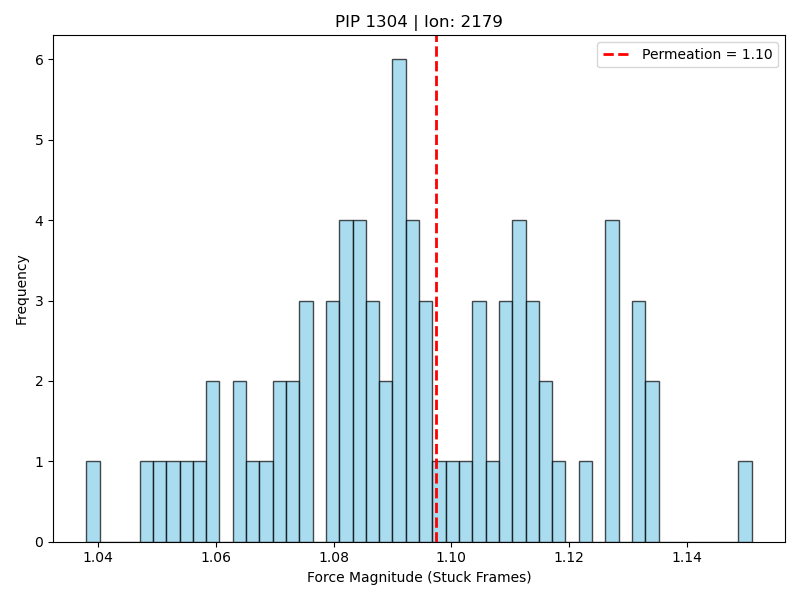 PIP 1304 | Ion: 2179
Permeation = 1.10
6
5
4
3
2
1
0
Frequency
1.04 1.06 1.08 1.10 1.12 1.14
Force Magnitude (Stuck Frames)